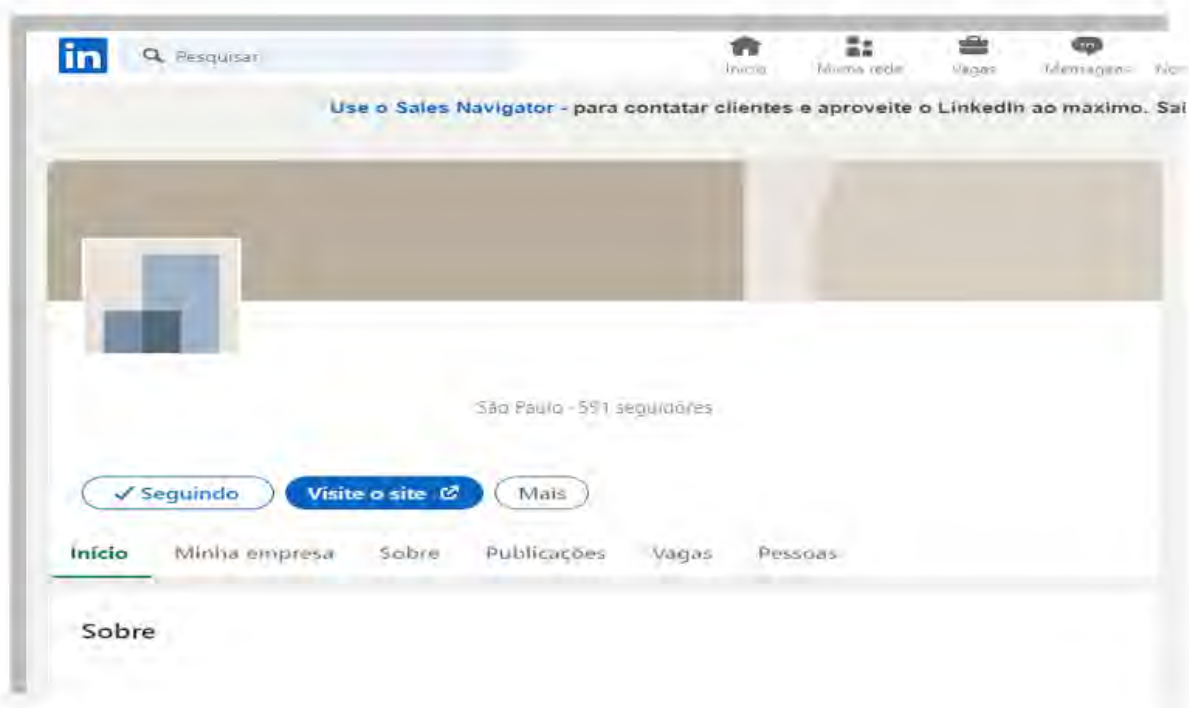 in Pesquisar
Início Minha rede Vagas Mensagens
Use o Sales Navigator - para contatar clientes e aproveite o LinkedIn ao maximo. Sai
São Paulo - 591 seguidores
Seguindo Visite o site Mais
Início Minha empresa Sobre Publicações Vagas Pessoas
Sobre